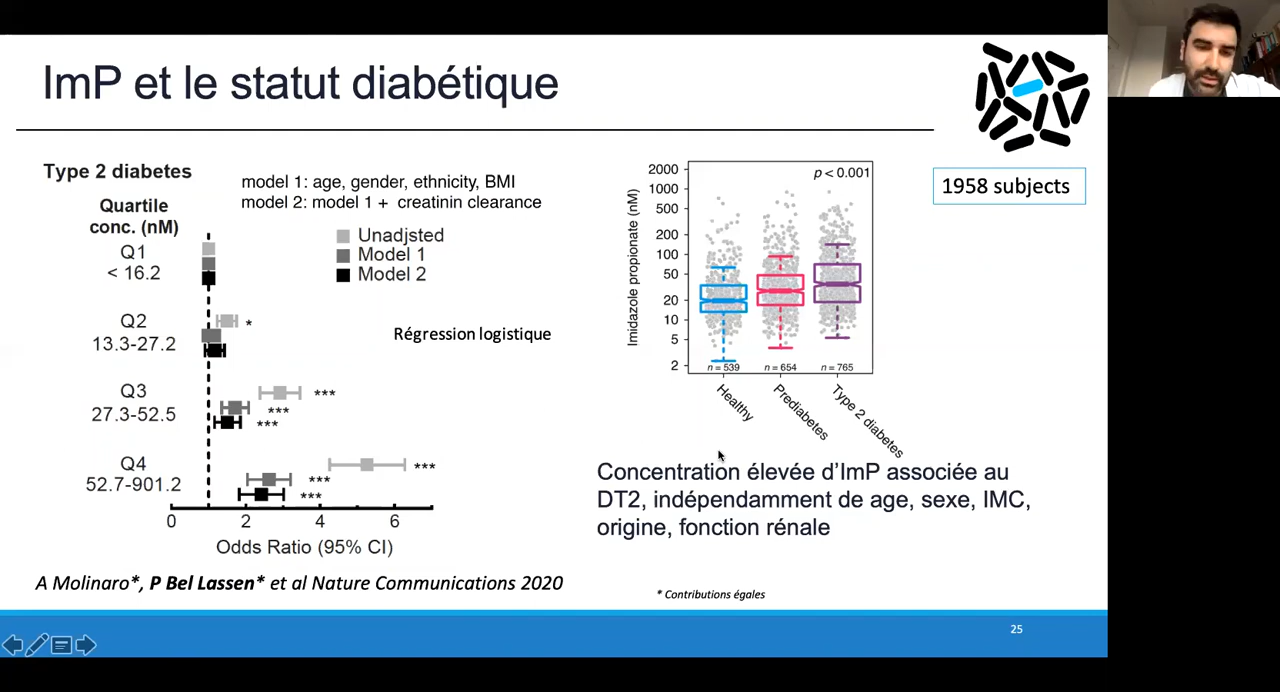 ImP et le statut diabétique
Type 2 diabetes
Quartile
conc. (nM)
Q1
< 16.2
Q2
13.3-27.2
Q3
27.3-52.5
Q4
52.7-901.2
model 1: age, gender, ethnicity, BMI
model 2: model 1 + creatinin clearance
Unadjsted
Model 1
Model 2
Régression logistique
*
***
***
***
***
***
***
0 2 4 6
Odds Ratio (95% CI)
A Molinaro*, P Bel Lassen* et al Nature Communications 2020
Imidazole propionate (nM)
2000
1000
500
200
100
50
20
10
5
2
p < 0.001
n = 539 n = 654 n = 765
Healthy
Prediabetes
Type 2 diabetes
1958 subjects
Concentration élevée d’ImP associée au
DT2, indépendamment de age, sexe, IMC,
origine, fonction rénale
* Contributions égales
25